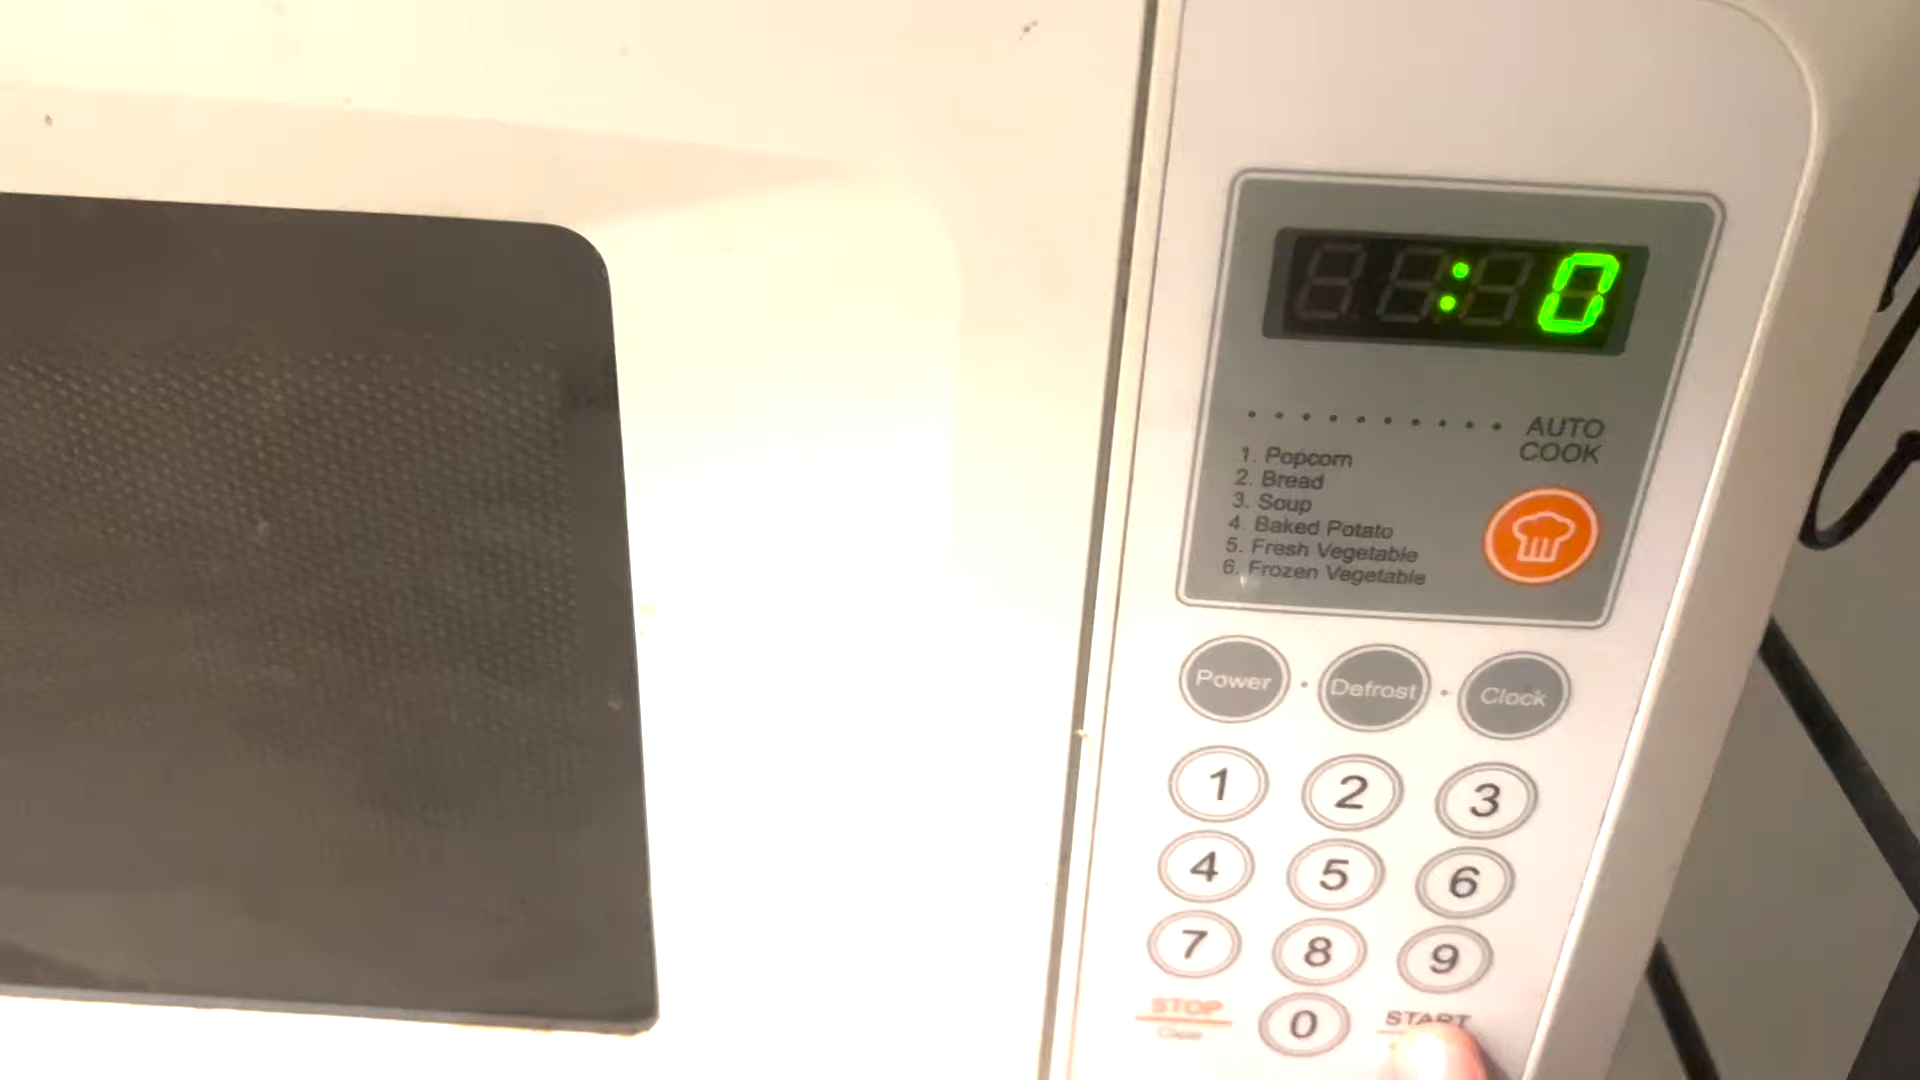 : 0
AUTO
COOK
1. Popcorn
2. Bread
3. Soup
4. Baked Potato
5. Fresh Vegetable
6. Frozen Vegetable
Power
Defrost
Clock
1
2
3
4
5
6
7
8
9
STOP
Clear
0
START